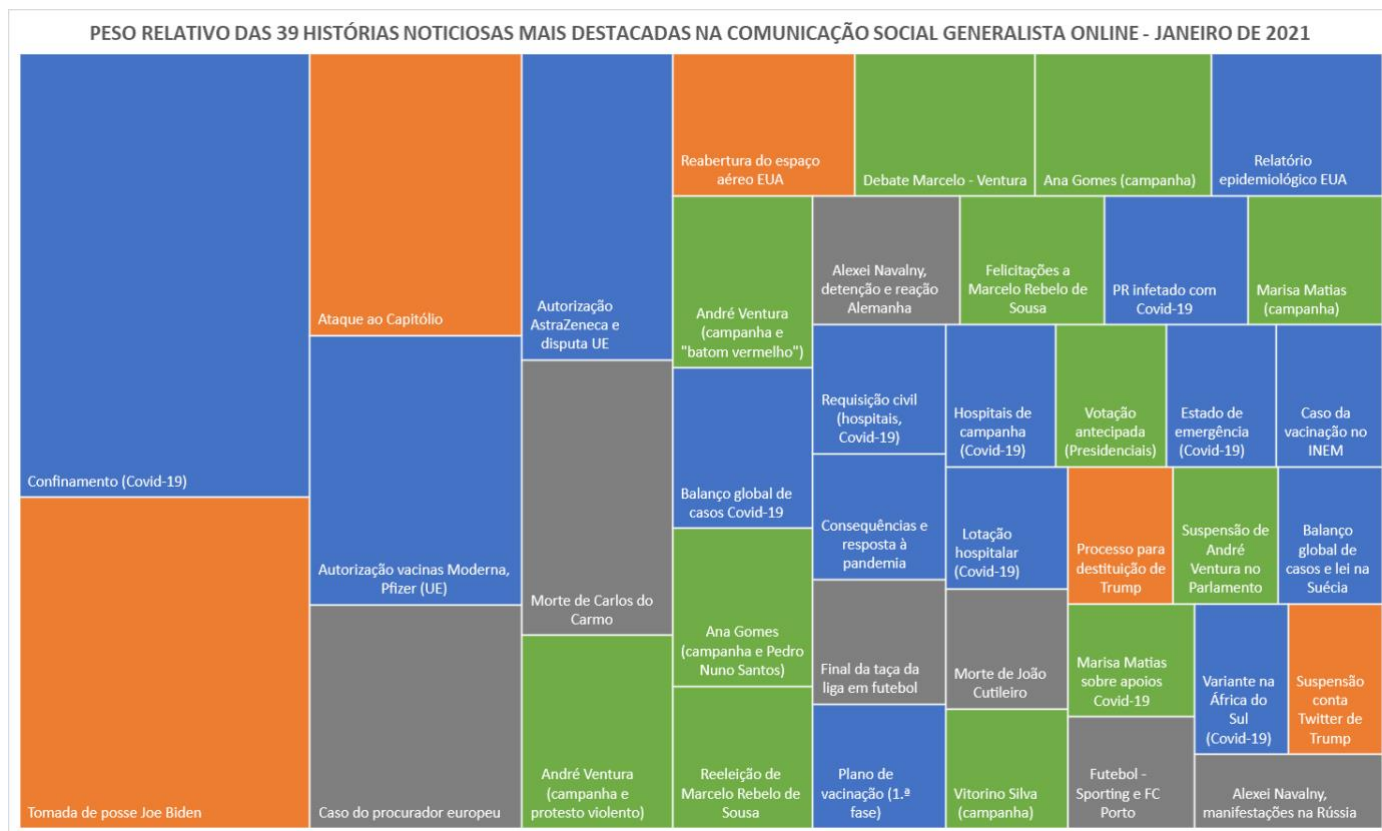 PESO RELATIVO DAS 39 HISTÓRIAS NOTICIOSAS MAIS DESTACADAS NA COMUNICAÇÃO SOCIAL GENERALISTA ONLINE - JANEIRO DE 2021
Confinamento (Covid-19)
Tomada de posse Joe Biden
Ataque ao Capitólio
Autorização vacinas Moderna,
Pfizer (UE)
Caso do procurador europeu
Autorização
AstraZeneca e
disputa UE
Morte de Carlos do
Carmo
André Ventura
(campanha e
protesto violento)
Reabertura do espaço
aéreo EUA
Debate Marcelo - Ventura
Ana Gomes (campanha)
Relatório
epidemiológico EUA
André Ventura
(campanha e
"batom vermelho")
Balanço global de
casos Covid-19
Ana Gomes
(campanha e Pedro
Nuno Santos)
Reeleição de
Marcelo Rebelo de
Sousa
Alexei Navalny,
detenção e reação
Alemanha
Felicitações a
Marcelo Rebelo de
Sousa
PR infetado com
Covid-19
Marisa Matias
(campanha)
Requisição civil
(hospitais,
Covid-19)
Consequências e
resposta à
pandemia
Final da taça da
liga em futebol
Plano de
vacinação (1.ª
fase)
Hospitais de
campanha
(Covid-19)
Votação
antecipada
(Presidenciais)
Estado de
emergência
(Covid-19)
Caso da
vacinação no
INEM
Lotação
hospitalar
(Covid-19)
Morte de João
Cutileiro
Vitorino Silva
(campanha)
Processo para
destituição de
Trump
Suspensão de
André
Ventura no
Parlamento
Balanço
global de
casos e lei na
Suécia
Marisa Matias
sobre apoios
Covid-19
Futebol -
Sporting e FC
Porto
Variante na
África do
Sul
(Covid-19)
Suspensão
conta
Twitter de
Trump
Alexei Navalny,
manifestações na Rússia